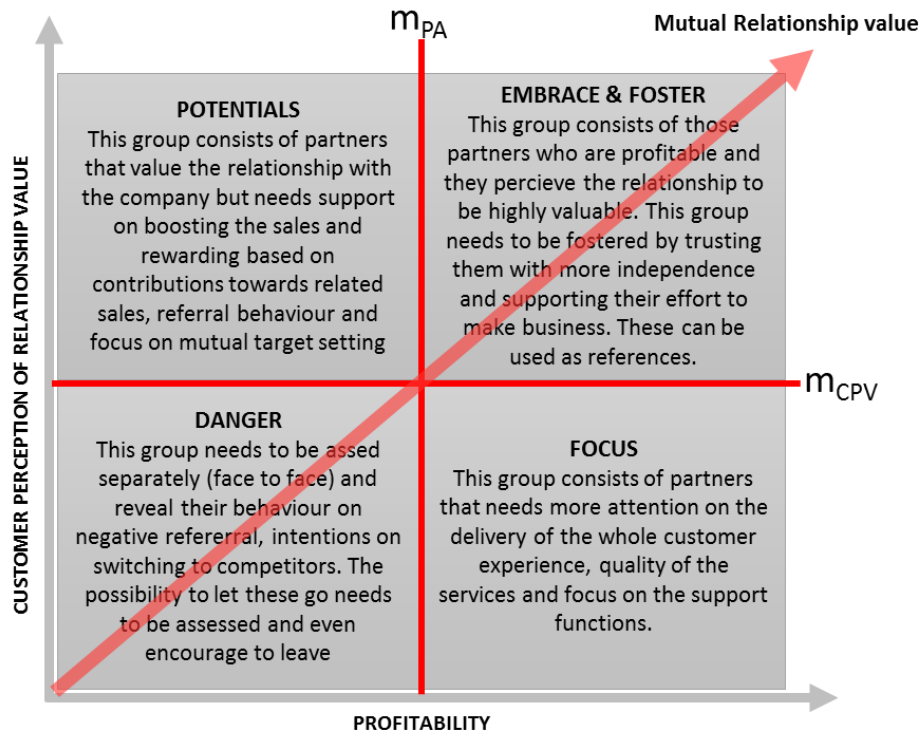 m_PA
Mutual Relationship value
POTENTIALS
This group consists of partners
that value the relationship with
the company but needs support
on boosting the sales and
rewarding based on
contributions towards related
sales, referral behaviour and
focus on mutual target setting
EMBRACE & FOSTER
This group consists of those
partners who are profitable and
they percieve the relationship to
be highly valuable. This group
needs to be fostered by trusting
them with more independence
and supporting their effort to
make business. These can be
used as references.
m_CPV
DANGER
This group needs to be assed
separately (face to face) and
reveal their behaviour on
negative refererral, intentions on
switching to competitors. The
possibility to let these go needs
to be assessed and even
encourage to leave
FOCUS
This group consists of partners
that needs more attention on the
delivery of the whole customer
experience, quality of the
services and focus on the support
functions.
CUSTOMER PERCEPTION OF RELATIONSHIP VALUE
PROFITABILITY